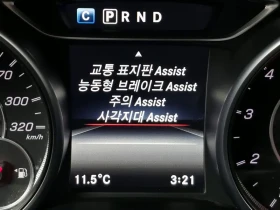 C P R N D
교통 표지판 Assist
능동형 브레이크 Assist
주의 Assist
사각지대 Assist
270
300
320
km/h
11.5°C
3:21